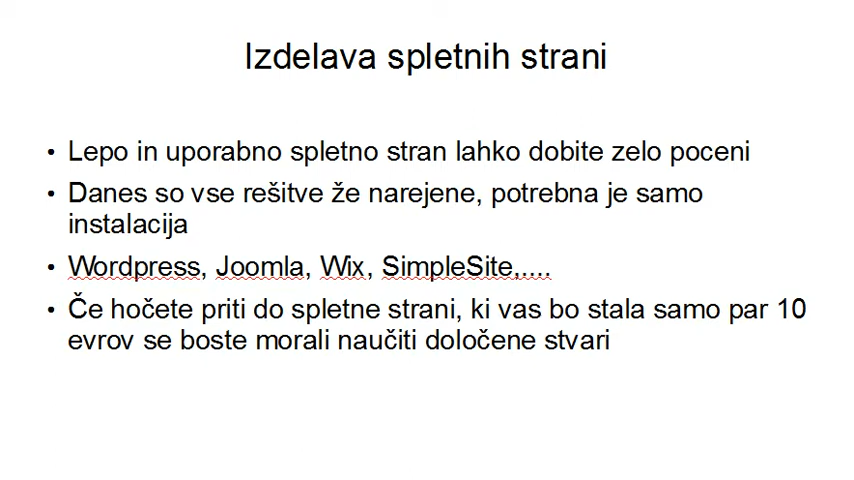 Izdelava spletnih strani
• Lepo in uporabno spletno stran lahko dobite zelo poceni
• Danes so vse rešitve že narejene, potrebna je samo
instalacija
• Wordpress, Joomla, Wix, SimpleSite,....
• Če hočete priti do spletne strani, ki vas bo stala samo par 10
evrov se boste morali naučiti določene stvari